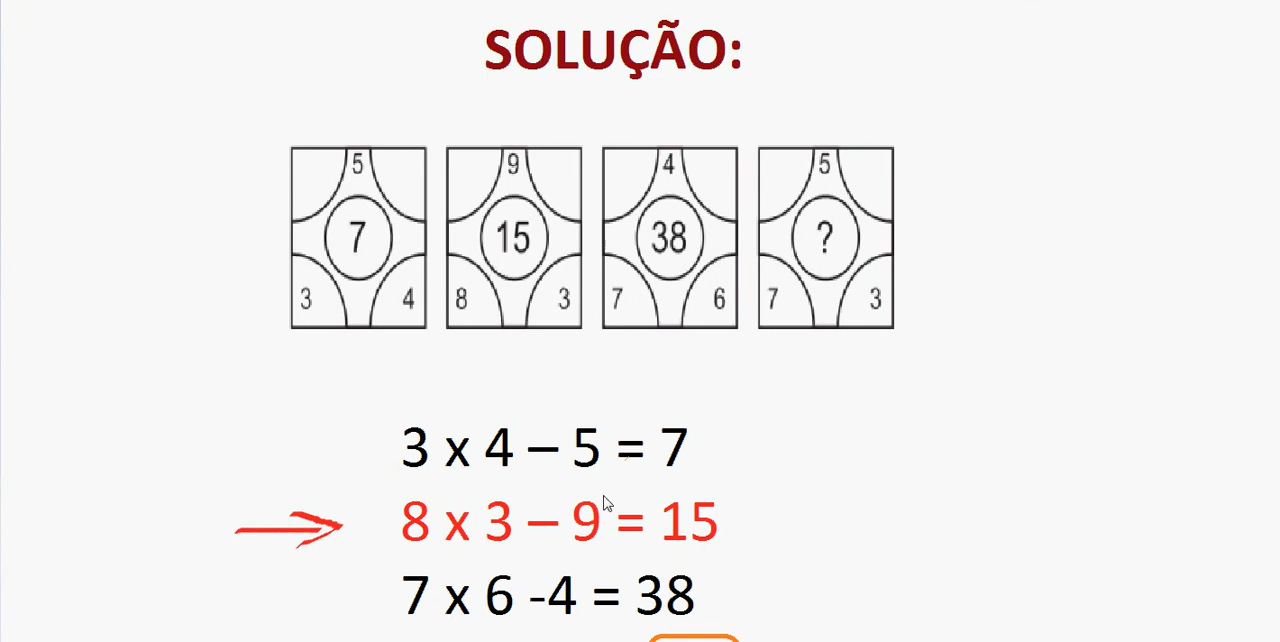 SOLUÇÃO:
5 9 4 5
7 15 38 ?
3 4 8 3 7 6 7 3
3 x 4 – 5 = 7
8 x 3 – 9 = 15
7 x 6 -4 = 38